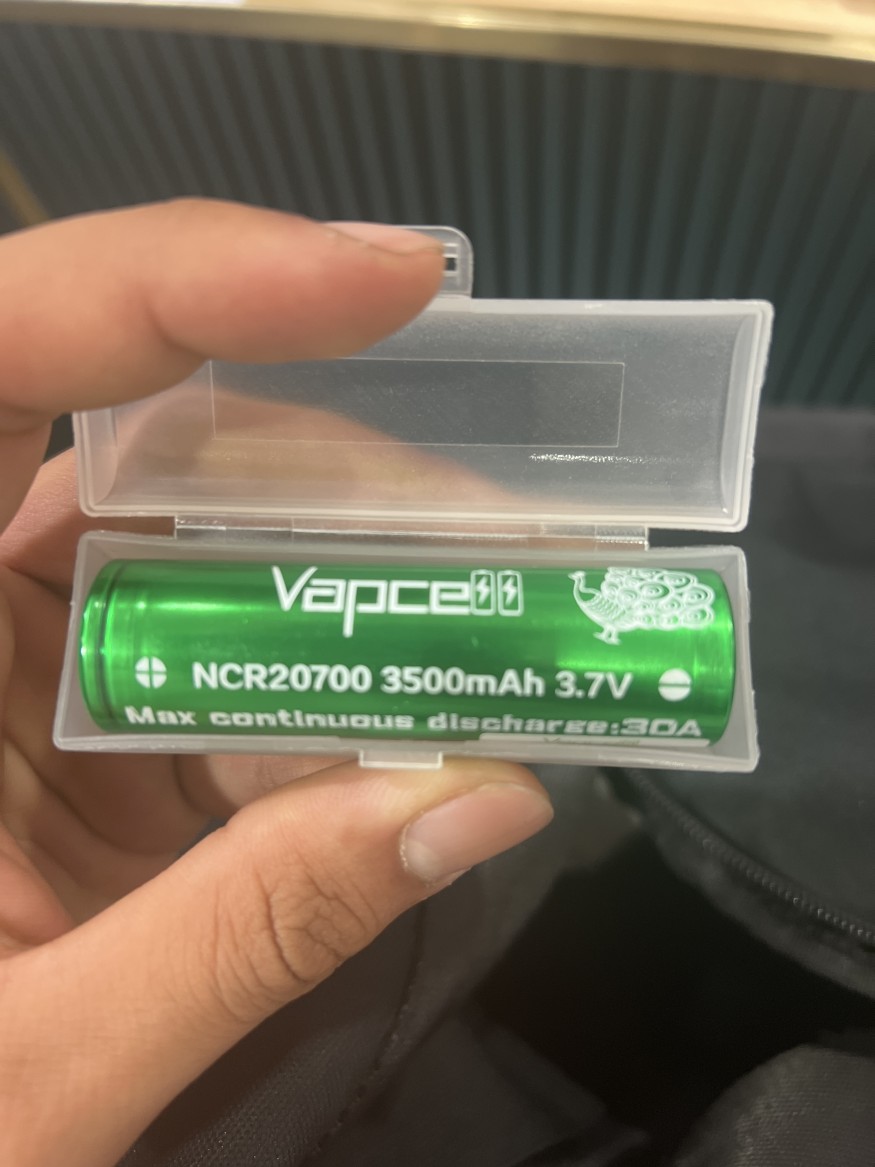 Vapcell
NCR20700 3500mAh 3.7V
Max continuous discharge:30A